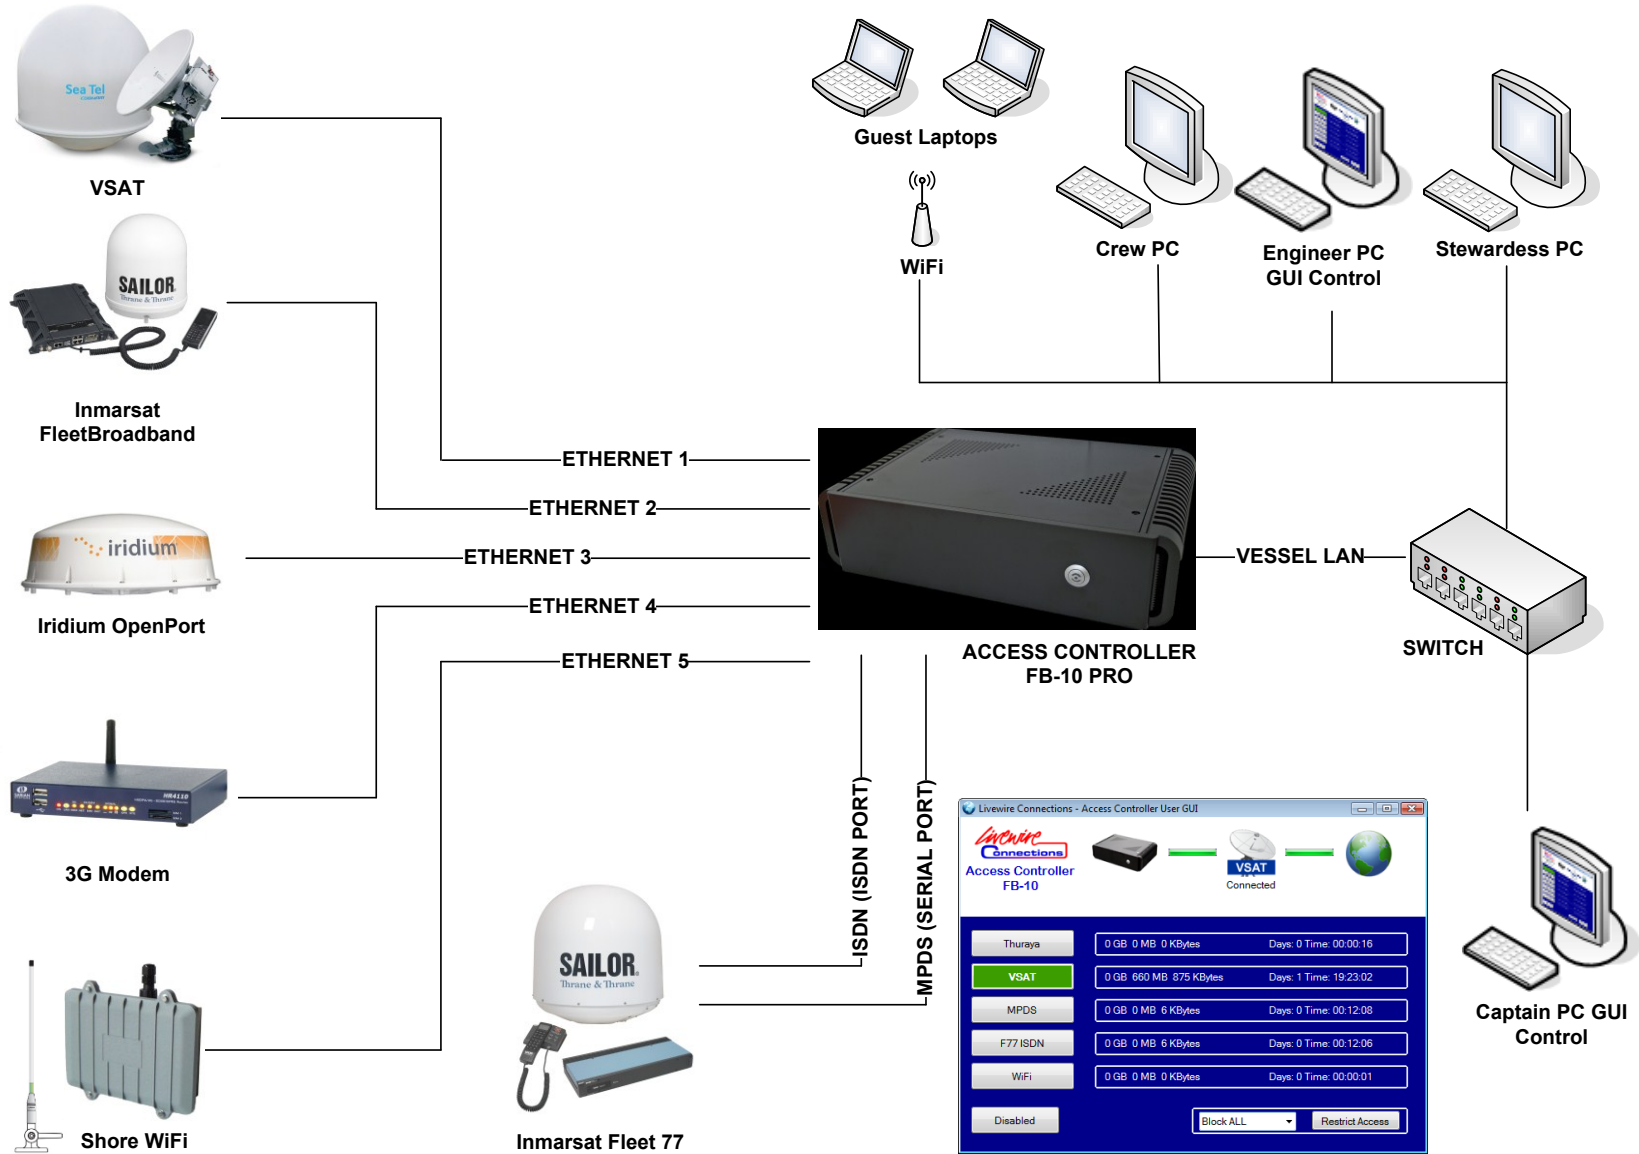 Sea Tel
VSAT
SAILOR
Thrane & Thrane
Inmarsat
FleetBroadband
iridium
Iridium OpenPort
HR4110
3G Modem
Shore WiFi
Guest Laptops
WiFi
Crew PC
Engineer PC
GUI Control
Stewardess PC
ETHERNET 1
ETHERNET 2
ETHERNET 3
ETHERNET 4
ETHERNET 5
VESSEL LAN
ACCESS CONTROLLER
FB-10 PRO
SWITCH
ISDN (ISDN PORT)
MPDS (SERIAL PORT)
SAILOR
Thrane & Thrane
Inmarsat Fleet 77
Livewire Connections - Access Controller User GUI
Livewire
Connections
Access Controller
FB-10
VSAT
Connected
Thuraya 0 GB 0 MB 0 KBytes Days: 0 Time: 00:00:16
VSAT 0 GB 660 MB 875 KBytes Days: 1 Time: 19:23:02
MPDS 0 GB 0 MB 6 KBytes Days: 0 Time: 00:12:08
F77 ISDN 0 GB 0 MB 6 KBytes Days: 0 Time: 00:12:06
WiFi 0 GB 0 MB 0 KBytes Days: 0 Time: 00:00:01
Disabled Block ALL Restrict Access
Captain PC GUI
Control